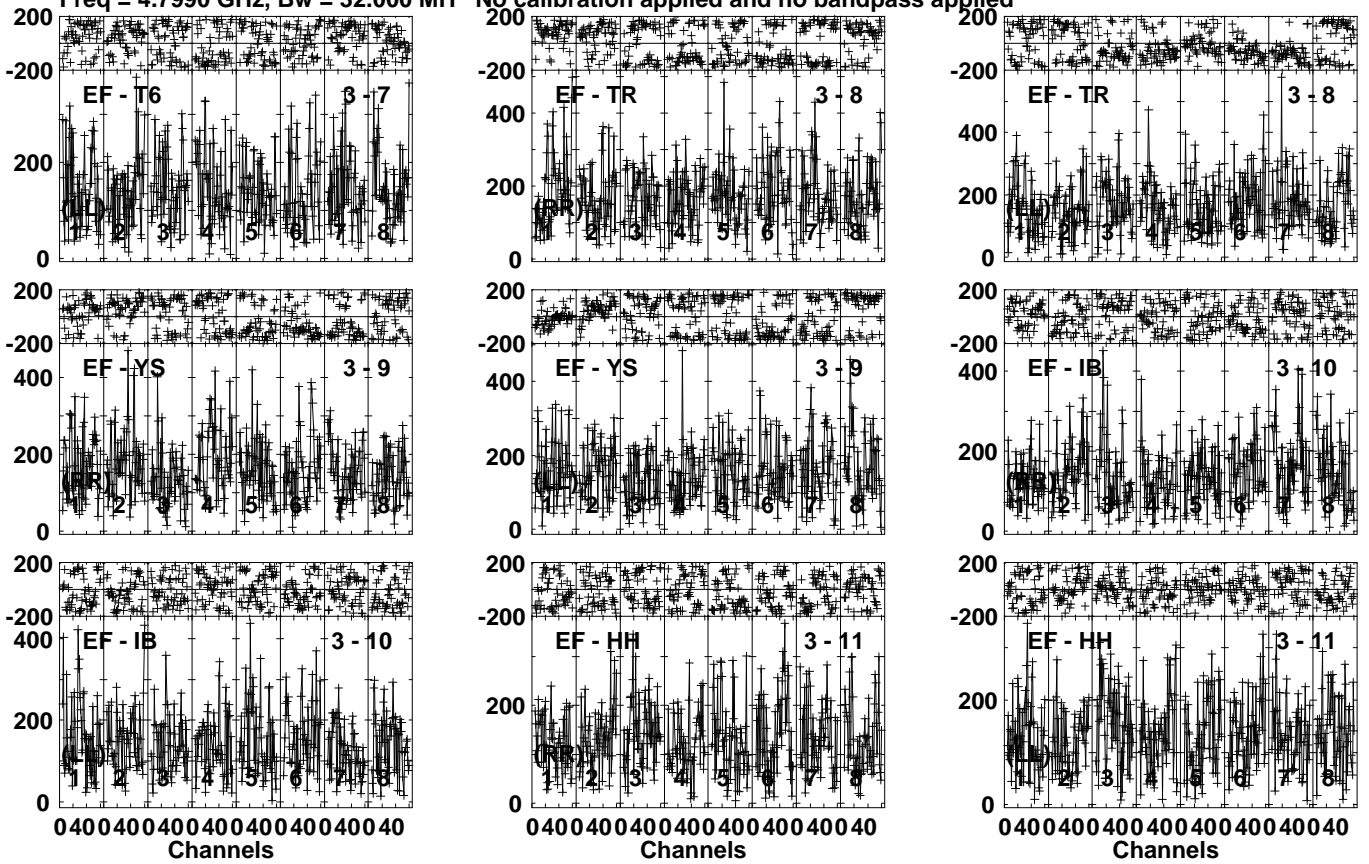 Freq = 4.7990 GHz, Bw = 32.000 MH No calibration applied and no bandpass applied
200 200 200
-200 -200 -200
EF - T6 3 - 7 EF - TR 3 - 8 EF - TR 3 - 8
400 400
200 200 200
(LL) (RR) (LL)
1 2 3 4 5 6 7 8 1 2 3 4 5 6 7 8 1 2 3 4 5 6 7 8
0 0 0
200 200 200
-200 -200 -200
EF - YS 3 - 9 EF - YS 3 - 9 EF - IB 3 - 10
400 400 400
200 200 200
(RR) (LL) (RR)
1 2 3 4 5 6 7 8 1 2 3 4 5 6 7 8 1 2 3 4 5 6 7 8
0 0 0
200 200 200
-200 -200 -200
400 EF - IB 3 - 10 EF - HH 3 - 11 EF - HH 3 - 11
200 200 200
(LL) (RR) (LL)
1 2 3 4 5 6 7 8 1 2 3 4 5 6 7 8 1 2 3 4 5 6 7 8
0 0 0
0 40 0 40 0 40 0 40 0 40 0 40 0 40 0 40 0 40 0 40 0 40 0 40 0 40 0 40 0 40 0 40 0 40 0 40 0 40 0 40 0 40 0 40 0 40 0 40
Channels Channels Channels